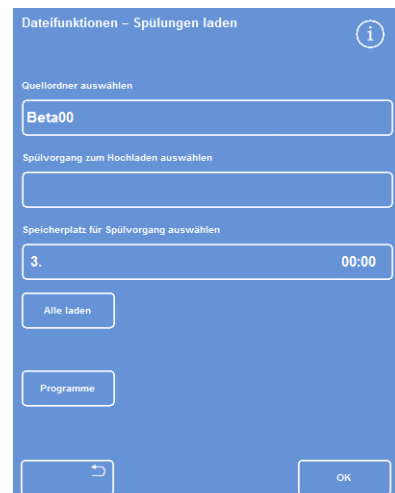 Dateifunktionen – Spülungen laden
i
Quellordner auswählen
Beta00
Spülvorgang zum Hochladen auswählen
Speicherplatz für Spülvorgang auswählen
3. 00:00
Alle laden
Programme
OK